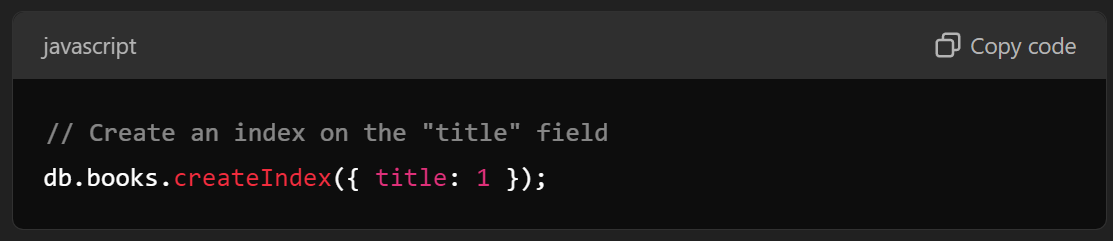 javascript
Copy code
// Create an index on the "title" field
db.books.createIndex({ title: 1 });